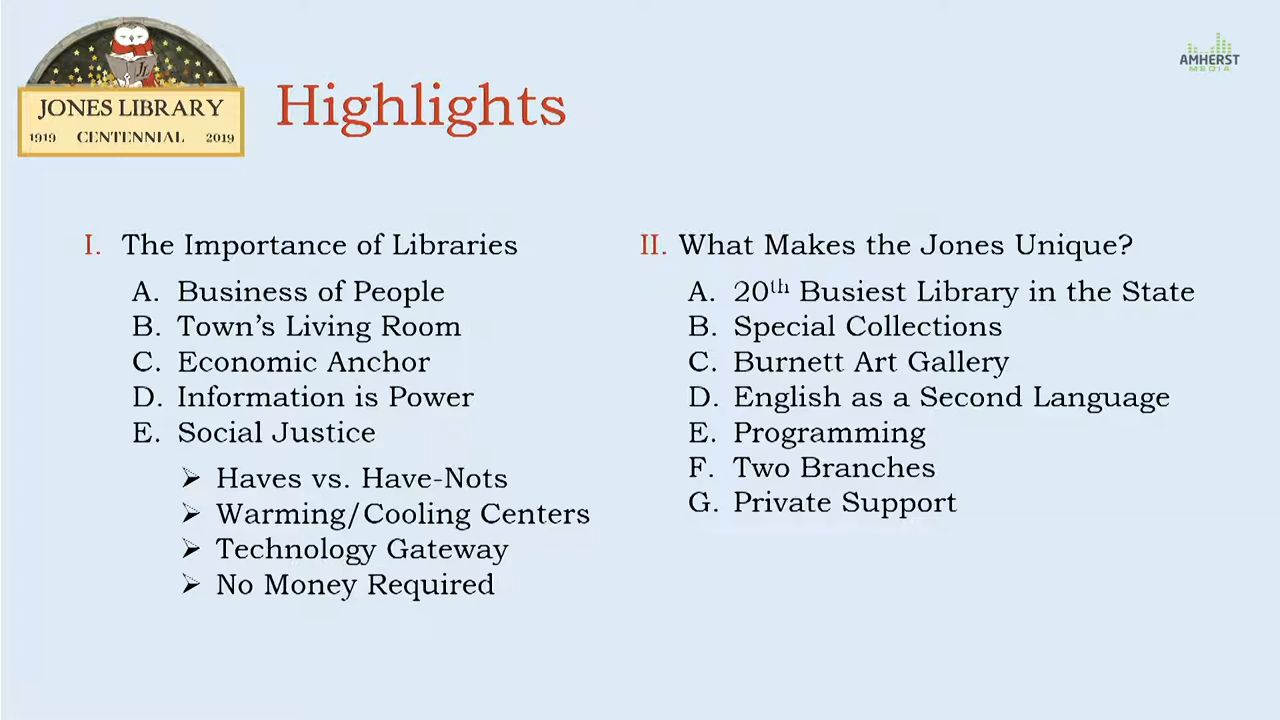 JONES LIBRARY
1919 CENTENNIAL 2019
JL
Highlights
AMHERST
MEDIA
I. The Importance of Libraries
A. Business of People
B. Town's Living Room
C. Economic Anchor
D. Information is Power
E. Social Justice
➢ Haves vs. Have-Nots
➢ Warming/Cooling Centers
➢ Technology Gateway
➢ No Money Required
II. What Makes the Jones Unique?
A. 20th Busiest Library in the State
B. Special Collections
C. Burnett Art Gallery
D. English as a Second Language
E. Programming
F. Two Branches
G. Private Support